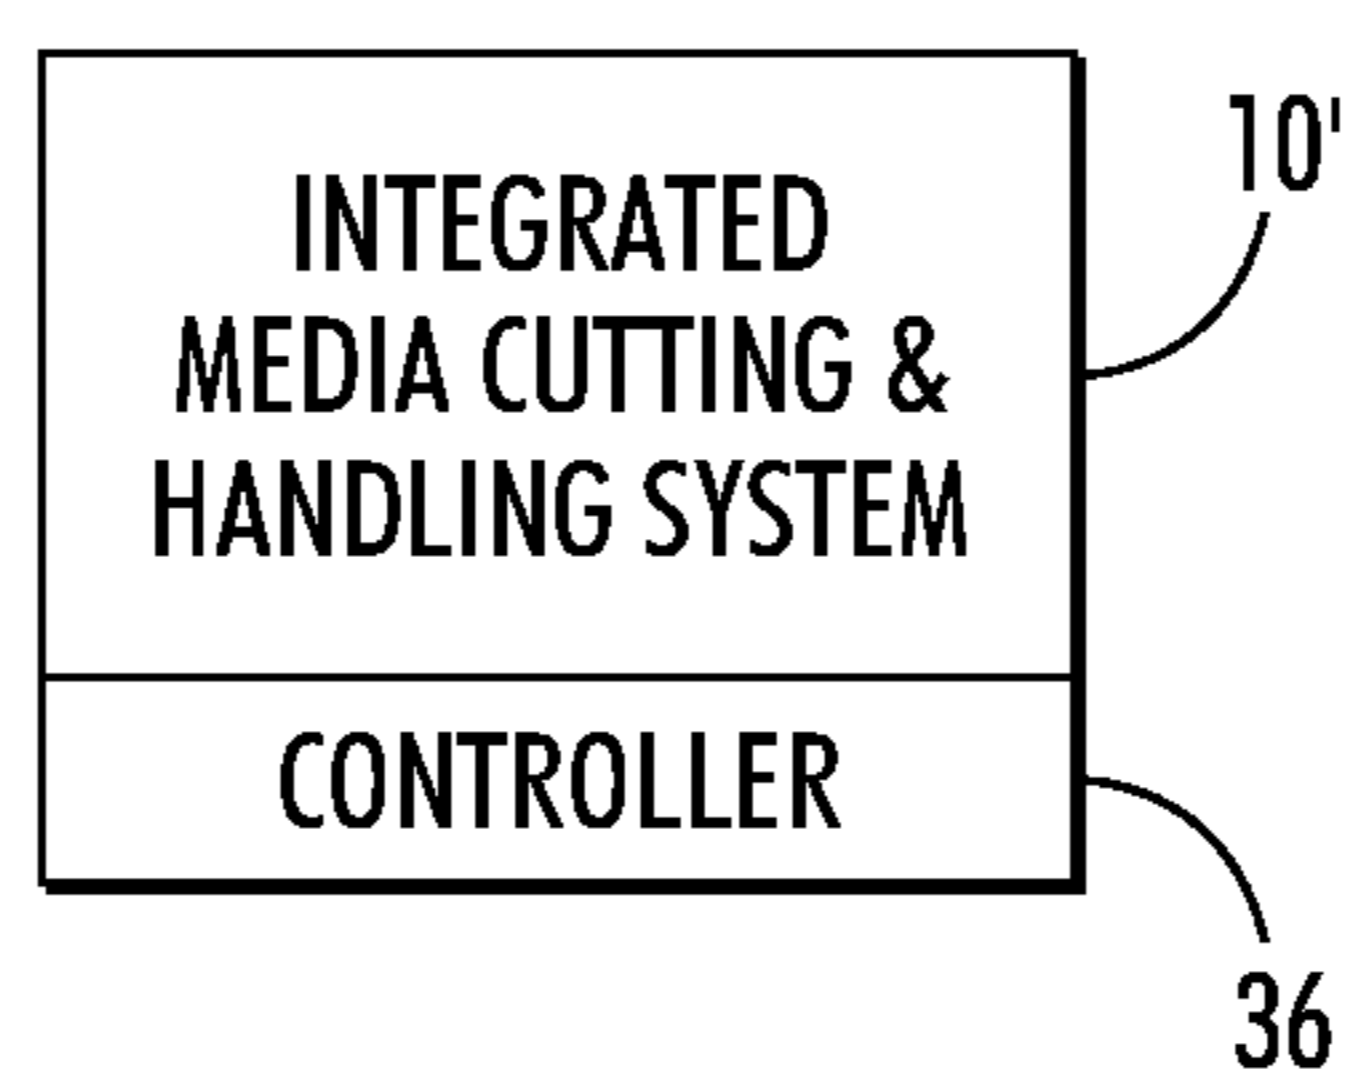 10'
INTEGRATED
MEDIA CUTTING &
HANDLING SYSTEM
CONTROLLER
36